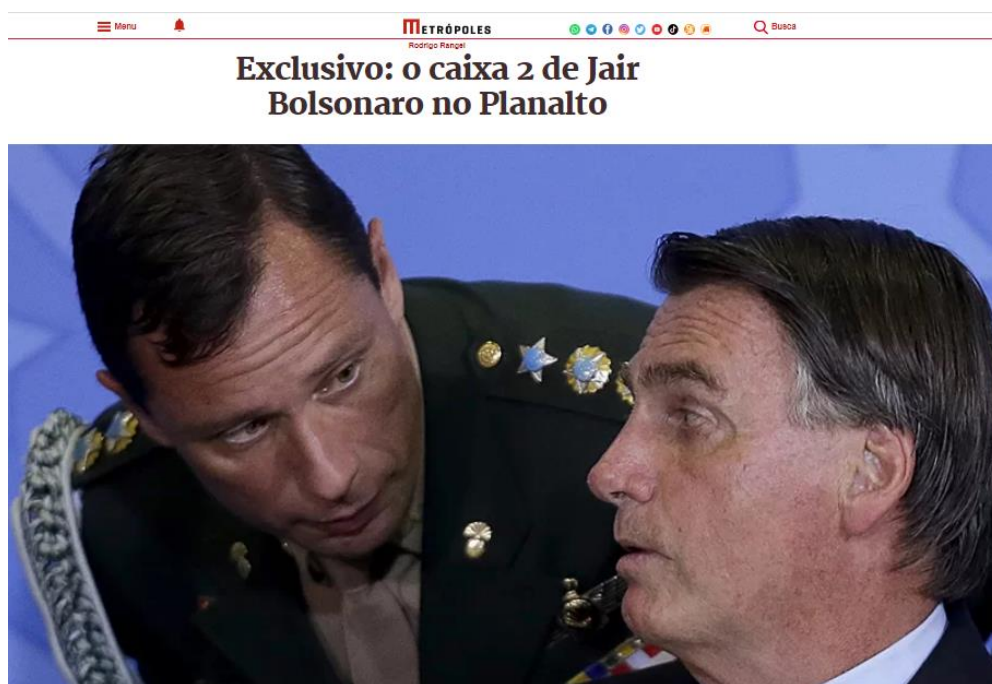 Menu
METRÓPOLES
Busca
Rodrigo Rangel
Exclusivo: o caixa 2 de Jair
Bolsonaro no Planalto